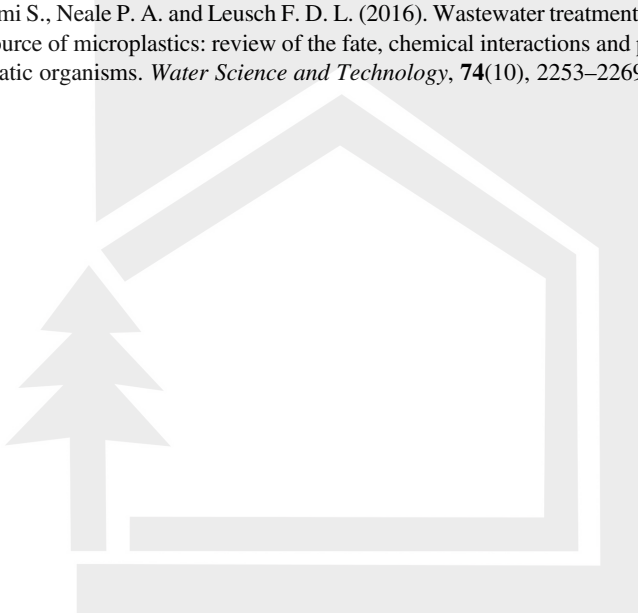 mi S., Neale P. A. and Leusch F. D. L. (2016). Wastewater treatment
ource of microplastics: review of the fate, chemical interactions and p
atic organisms. Water Science and Technology, 74(10), 2253–2269